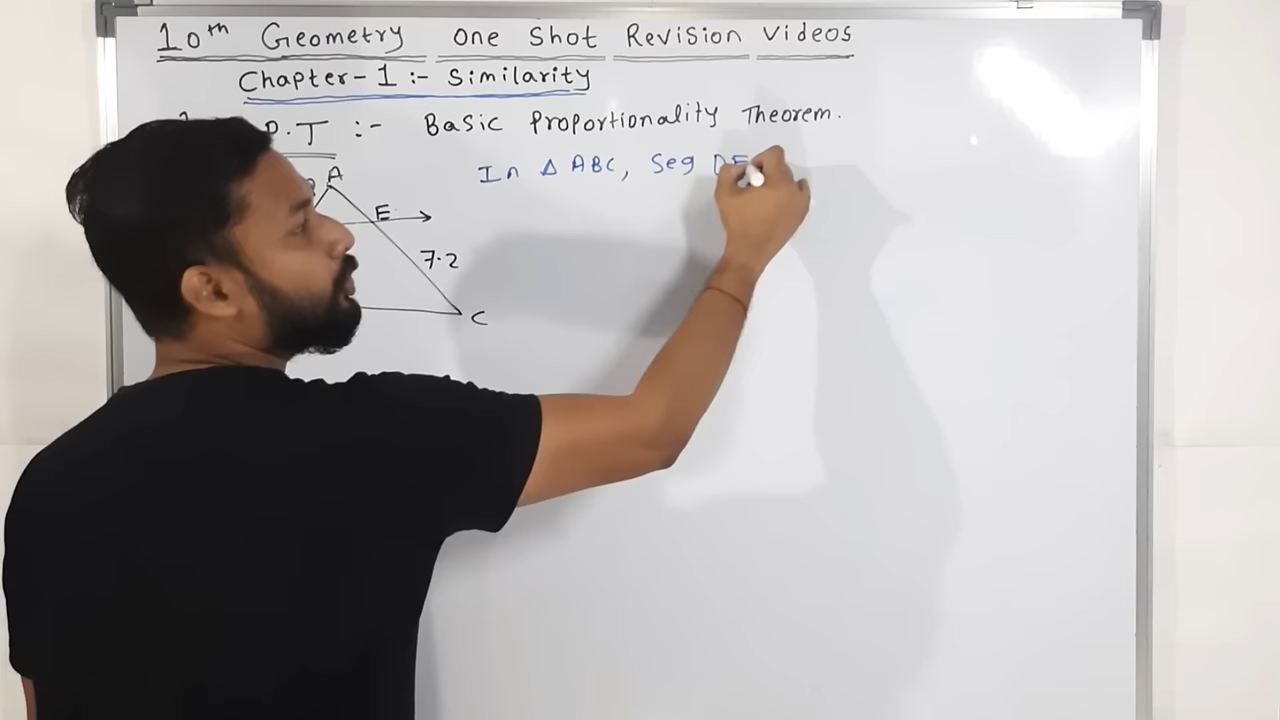 10th Geometry one Shot Revision Videos
Chapter-1 :- Similarity
P.T :- Basic Proportionality Theorem.
In Δ ABC, Seg DE
A
E
7.2
C